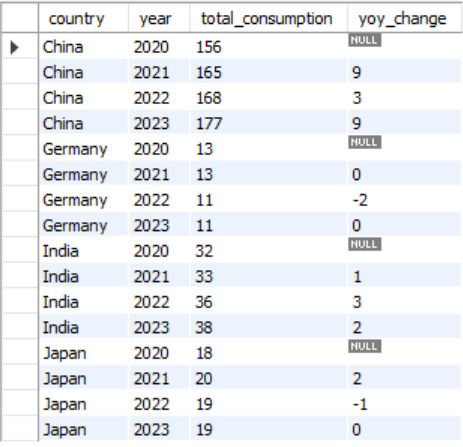 country year total_consumption yoy_change
China 2020 156 NULL
China 2021 165 9
China 2022 168 3
China 2023 177 9
Germany 2020 13 NULL
Germany 2021 13 0
Germany 2022 11 -2
Germany 2023 11 0
India 2020 32 NULL
India 2021 33 1
India 2022 36 3
India 2023 38 2
Japan 2020 18 NULL
Japan 2021 20 2
Japan 2022 19 -1
Japan 2023 19 0